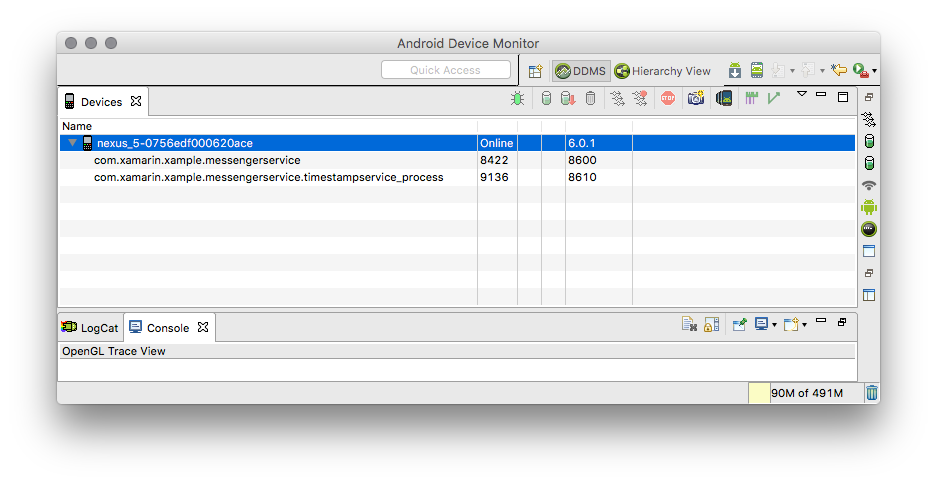 Android Device Monitor
Quick Access
DDMS
Hierarchy View
Devices
Name
nexus_5-0756edf000620ace Online 6.0.1
com.xamarin.xample.messengerservice 8422 8600
com.xamarin.xample.messengerservice.timestampservice_process 9136 8610
LogCat
Console
OpenGL Trace View
90M of 491M